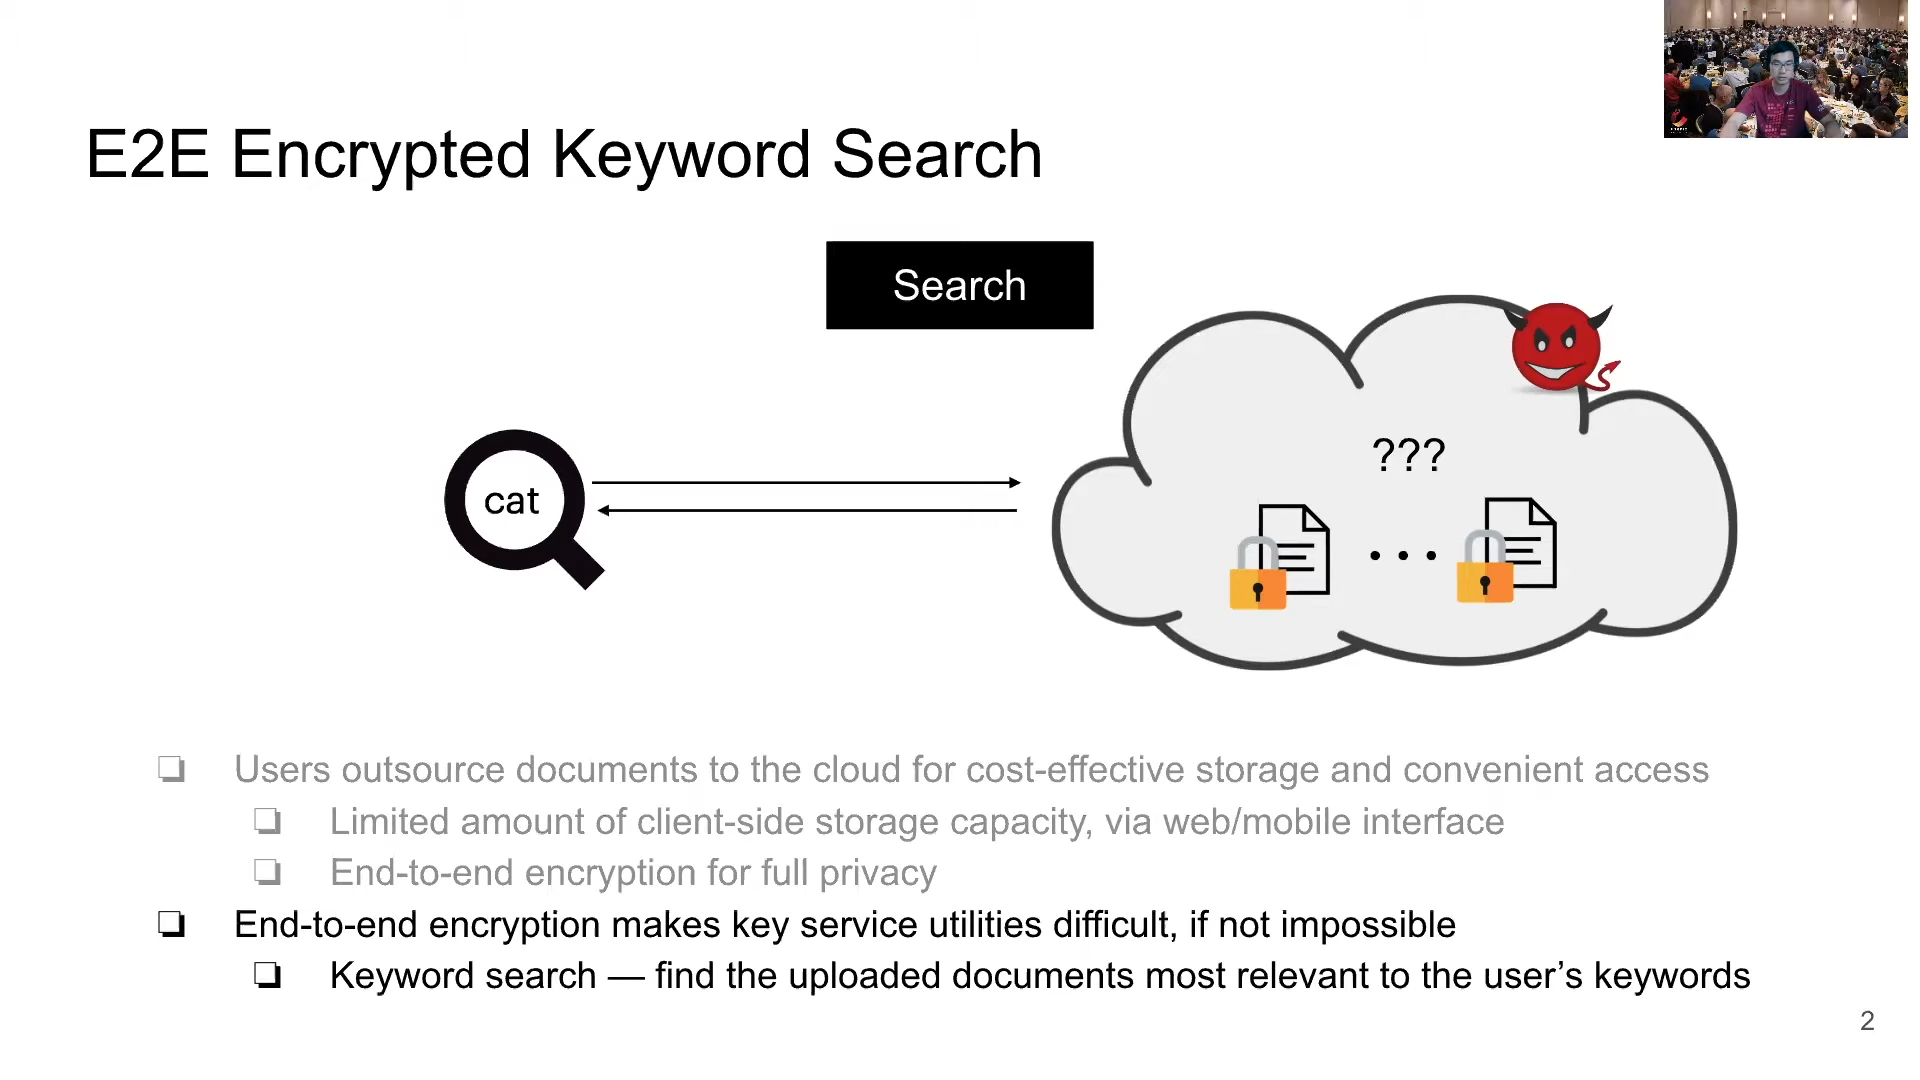 E2E Encrypted Keyword Search
Search
???
cat
Users outsource documents to the cloud for cost-effective storage and convenient access
Limited amount of client-side storage capacity, via web/mobile interface
End-to-end encryption for full privacy
End-to-end encryption makes key service utilities difficult, if not impossible
Keyword search — find the uploaded documents most relevant to the user’s keywords
2